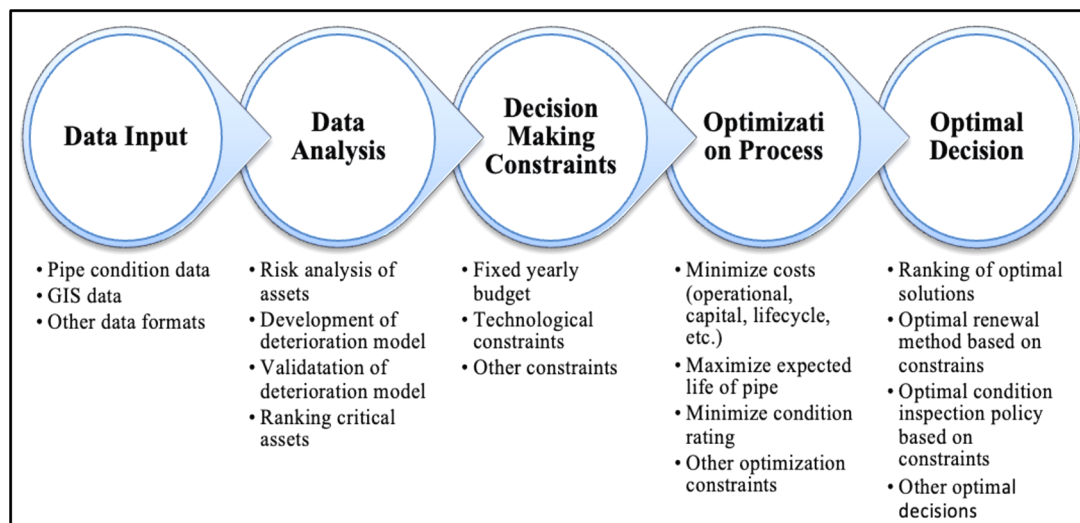 Data Input
Data
Analysis
Decision
Making
Constraints
Optimizati
on Process
Optimal
Decision
• Pipe condition data
• GIS data
• Other data formats
• Risk analysis of
assets
• Development of
deterioration model
• Validatation of
deterioration model
• Ranking critical
assets
• Fixed yearly
budget
• Technological
constraints
• Other constraints
• Minimize costs
(operational,
capital, lifecycle,
etc.)
• Maximize expected
life of pipe
• Minimize condition
rating
• Other optimization
constraints
• Ranking of optimal
solutions
• Optimal renewal
method based on
constrains
• Optimal condition
inspection policy
based on
constraints
• Other optimal
decisions